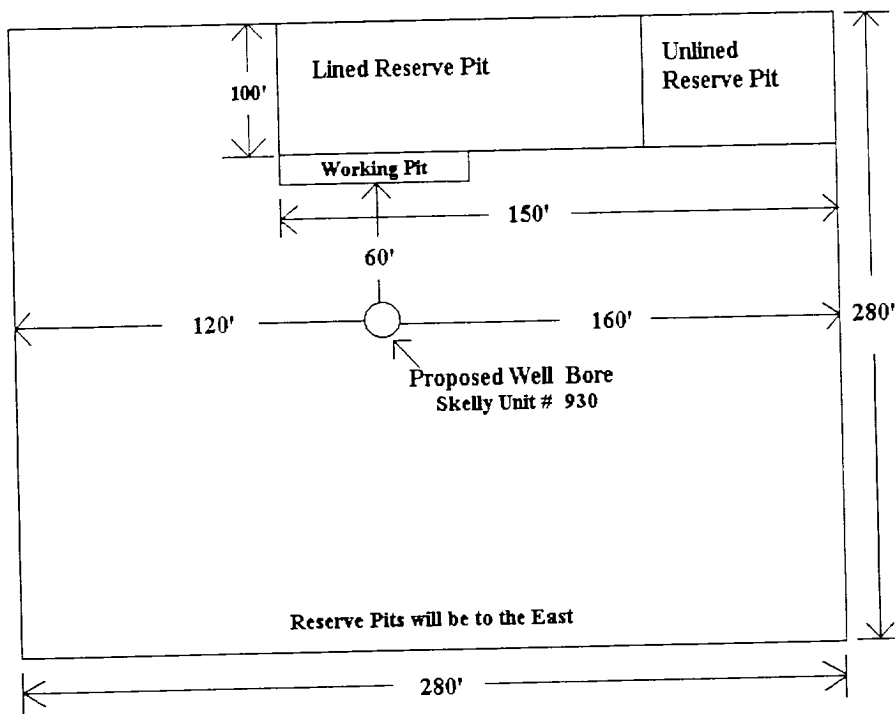 Lined Reserve Pit
Unlined
Reserve Pit
100'
Working Pit
150'
60'
120'
160'
280'
Proposed Well Bore
Skelly Unit # 930
Reserve Pits will be to the East
280'